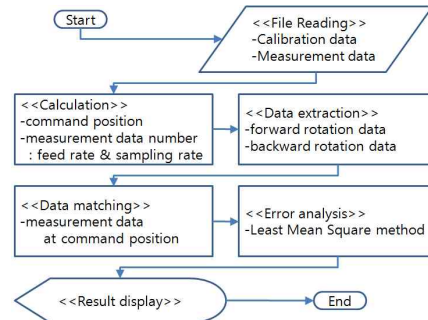 Start
<<File Reading>>
-Calibration data
-Measurement data
<<Calculation>>
-command position
-measurement data number
: feed rate & sampling rate
<<Data extraction>>
-forward rotation data
-backward rotation data
<<Data matching>>
-measurement data
at command position
<<Error analysis>>
-Least Mean Square method
<<Result display>>
End